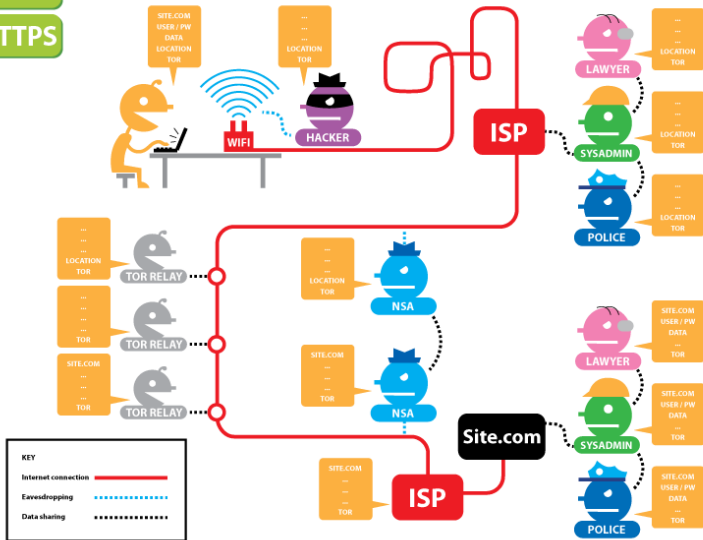 TTPS
SITE.COM
USER / PW
DATA
LOCATION
TOR
...
...
...
LOCATION
TOR
WIFI
HACKER
ISP
...
...
...
LOCATION
TOR
LAWYER
...
...
...
LOCATION
TOR
SYSADMIN
...
...
...
LOCATION
TOR
POLICE
...
...
...
LOCATION
TOR
TOR RELAY
...
...
...
...
TOR
TOR RELAY
SITE.COM
...
...
...
TOR
TOR RELAY
...
...
...
LOCATION
TOR
NSA
SITE.COM
...
...
...
TOR
NSA
SITE.COM
USER / PW
DATA
...
TOR
LAWYER
SITE.COM
USER / PW
DATA
...
TOR
SYSADMIN
SITE.COM
USER / PW
DATA
...
TOR
POLICE
Site.com
SITE.COM
...
...
...
TOR
ISP
KEY
Internet connection
Eavesdropping
Data sharing